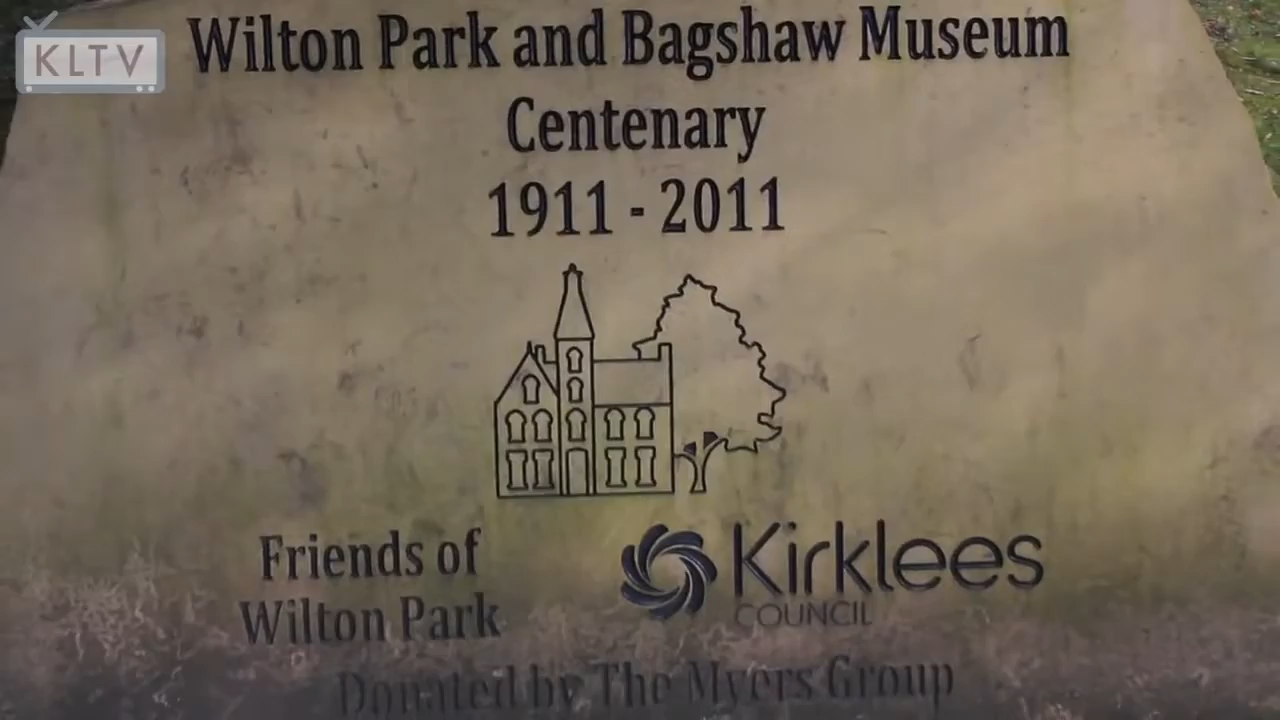 KLTV
Wilton Park and Bagshaw Museum
Centenary
1911 - 2011
Friends of
Wilton Park
Kirklees
COUNCIL
Donated by The Myers Group